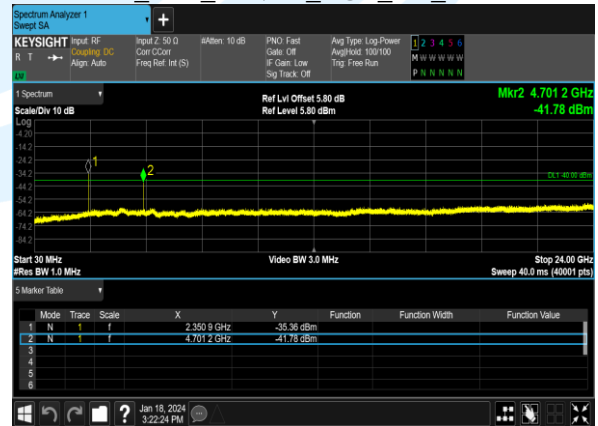 Spectrum Analyzer 1
Swept SA
KEYSIGHT Input: RF Input Z: 50 Ω #Atten: 10 dB PNO: Fast Avg Type: Log-Power 1 2 3 4 5 6
R T Coupling: DC Corr CCorr Gate: Off Avg|Hold: 100/100 M W W W W W
Align: Auto Freq Ref: Int (S) IF Gain: Low Trig: Free Run P N N N N N
LV Sig Track: Off
1 Spectrum Ref Lvl Offset 5.80 dB Mkr2 4.701 2 GHz
Scale/Div 10 dB Ref Level 5.80 dBm -41.78 dBm
Log
-4.20
-14.2
-24.2
1
-34.2
2
DL1 -40.00 dBm
-44.2
-54.2
-64.2
-74.2
-84.2
Start 30 MHz Video BW 3.0 MHz Stop 24.00 GHz
#Res BW 1.0 MHz Sweep 40.0 ms (40001 pts)
5 Marker Table
Mode Trace Scale X Y Function Function Width Function Value
1 N 1 f 2.350 9 GHz -35.36 dBm
2 N 1 f 4.701 2 GHz -41.78 dBm
3
4
5
6
? Jan 18, 2024
3:22:24 PM